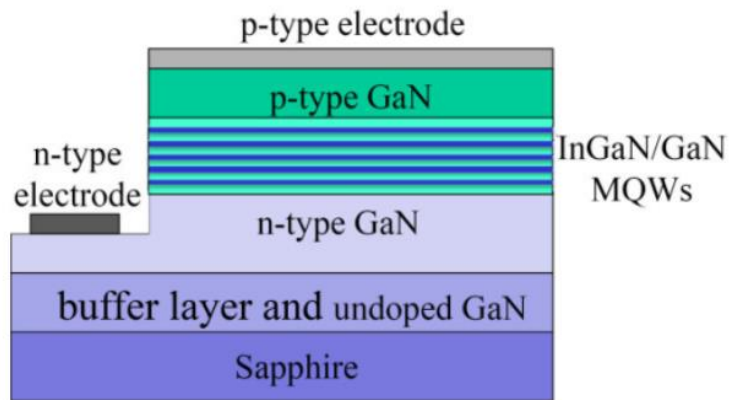 p-type electrode
p-type GaN
n-type
electrode
InGaN/GaN
MQWs
n-type GaN
buffer layer and undoped GaN
Sapphire